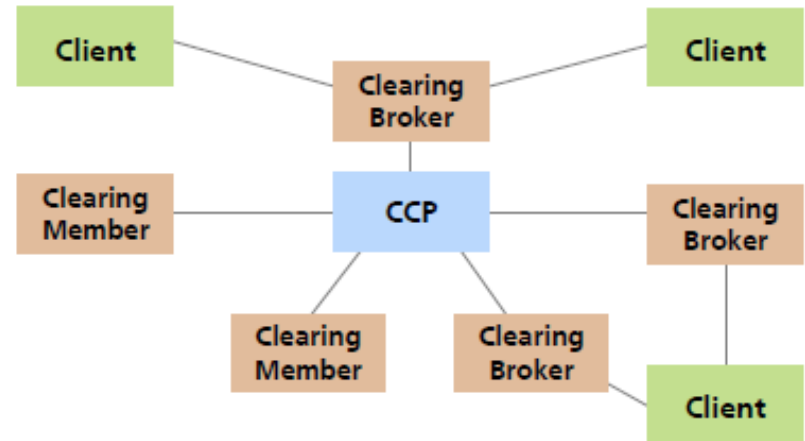 Client
Client
Clearing
Broker
Clearing
Member
CCP
Clearing
Broker
Clearing
Member
Clearing
Broker
Client